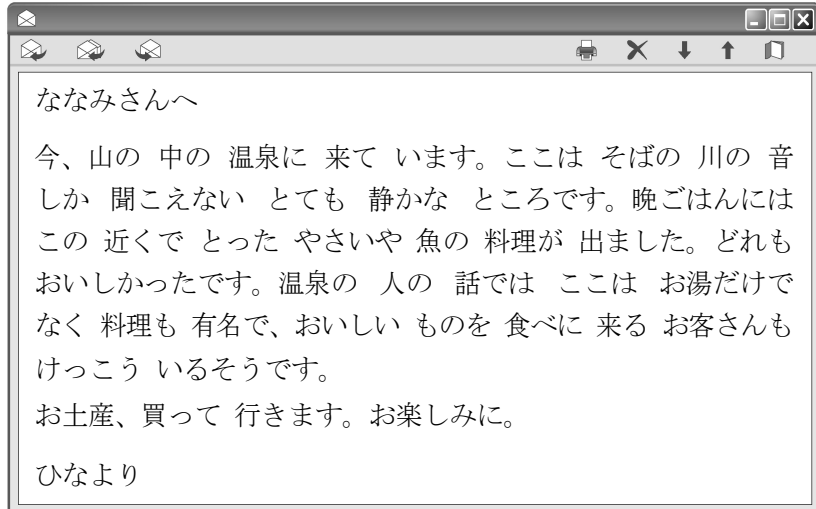 ななみさんへ
今、山の 中の 温泉に 来て います。ここは そばの 川の 音
しか 聞こえない とても 静かな ところです。晩ごはんには
この 近くで とった やさいや 魚の 料理が 出ました。どれも
おいしかったです。温泉の 人の 話では ここは お湯だけで
なく 料理も 有名で、おいしい ものを 食べに 来る お客さんも
けっこう いるそうです。
お土産、買って 行きます。お楽しみに。
ひなより